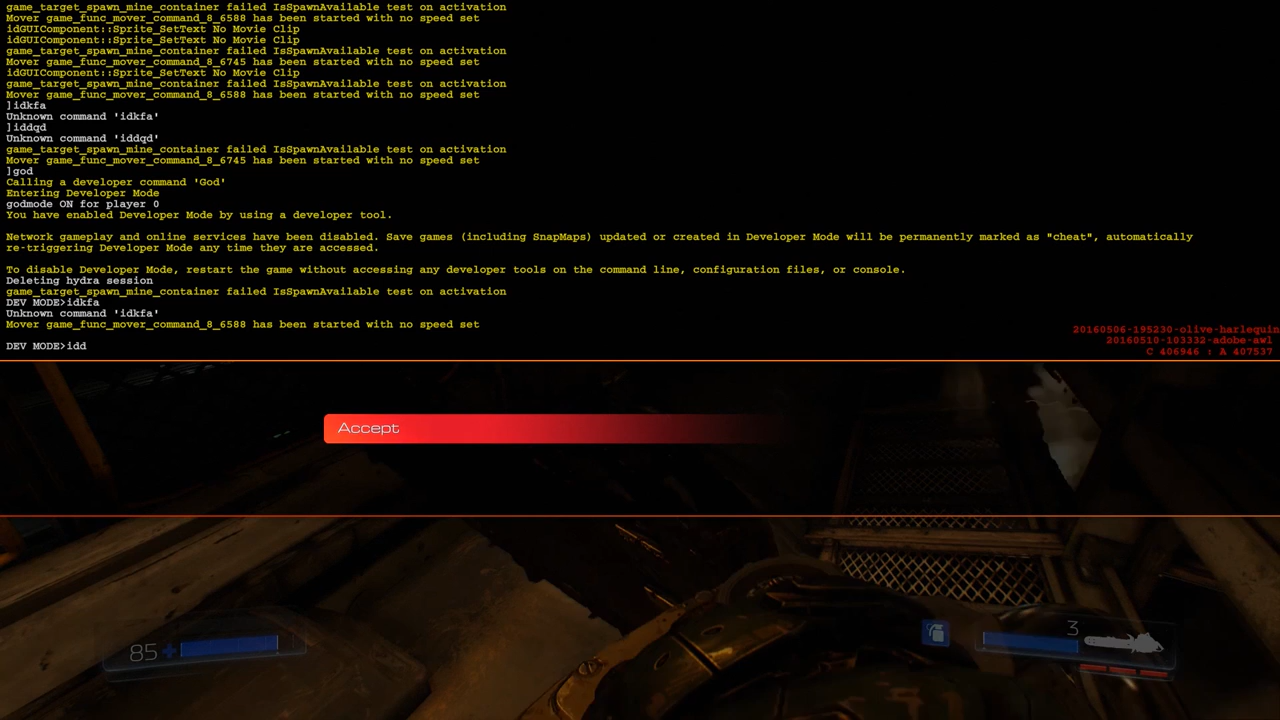 game_target_spawn_mine_container failed IsSpawnAvailable test on activation
Mover game_func_mover_command_8_6588 has been started with no speed set
idGUIComponent::Sprite_SetText No Movie Clip
idGUIComponent::Sprite_SetText No Movie Clip
game_target_spawn_mine_container failed IsSpawnAvailable test on activation
Mover game_func_mover_command_8_6745 has been started with no speed set
idGUIComponent::Sprite_SetText No Movie Clip
game_target_spawn_mine_container failed IsSpawnAvailable test on activation
Mover game_func_mover_command_8_6588 has been started with no speed set
]idkfa
Unknown command 'idkfa'
]iddqd
Unknown command 'iddqd'
game_target_spawn_mine_container failed IsSpawnAvailable test on activation
Mover game_func_mover_command_8_6745 has been started with no speed set
]god
Calling a developer command 'God'
Entering Developer Mode
godmode ON for player 0
You have enabled Developer Mode by using a developer tool.
Network gameplay and online services have been disabled. Save games (including SnapMaps) updated or created in Developer Mode will be permanently marked as "cheat", automatically
re-triggering Developer Mode any time they are accessed.
To disable Developer Mode, restart the game without accessing any developer tools on the command line, configuration files, or console.
Deleting hydra session
game_target_spawn_mine_container failed IsSpawnAvailable test on activation
DEV MODE>idkfa
Unknown command 'idkfa'
Mover game_func_mover_command_8_6588 has been started with no speed set
20160506-195230-olive-harlequin
20160510-103332-adobe-awl
DEV MODE>idd
C 406946 : A 407537
Accept
85
3